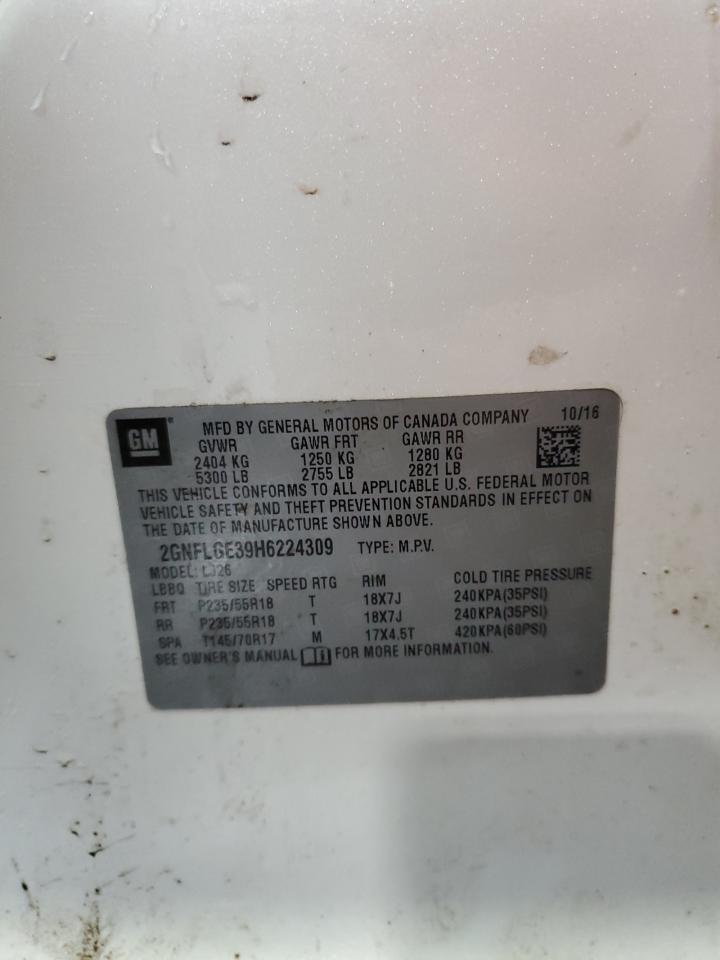 GM
MFD BY GENERAL MOTORS OF CANADA COMPANY 10/16
GVWR GAWR FRT GAWR RR
2404 KG 1250 KG 1280 KG
5300 LB 2755 LB 2821 LB
THIS VEHICLE CONFORMS TO ALL APPLICABLE U.S. FEDERAL MOTOR
VEHICLE SAFETY AND THEFT PREVENTION STANDARDS IN EFFECT ON
THE DATE OF MANUFACTURE SHOWN ABOVE.
2GNFLGE39H6224309 TYPE: M.P.V.
MODEL: LJ26
LBBQ TIRE SIZE SPEED RTG RIM COLD TIRE PRESSURE
FRT P235/55R18 T 18X7J 240KPA(35PSI)
RR P235/55R18 T 18X7J 240KPA(35PSI)
SPA T145/70R17 M 17X4.5T 420KPA(60PSI)
SEE OWNER'S MANUAL FOR MORE INFORMATION.